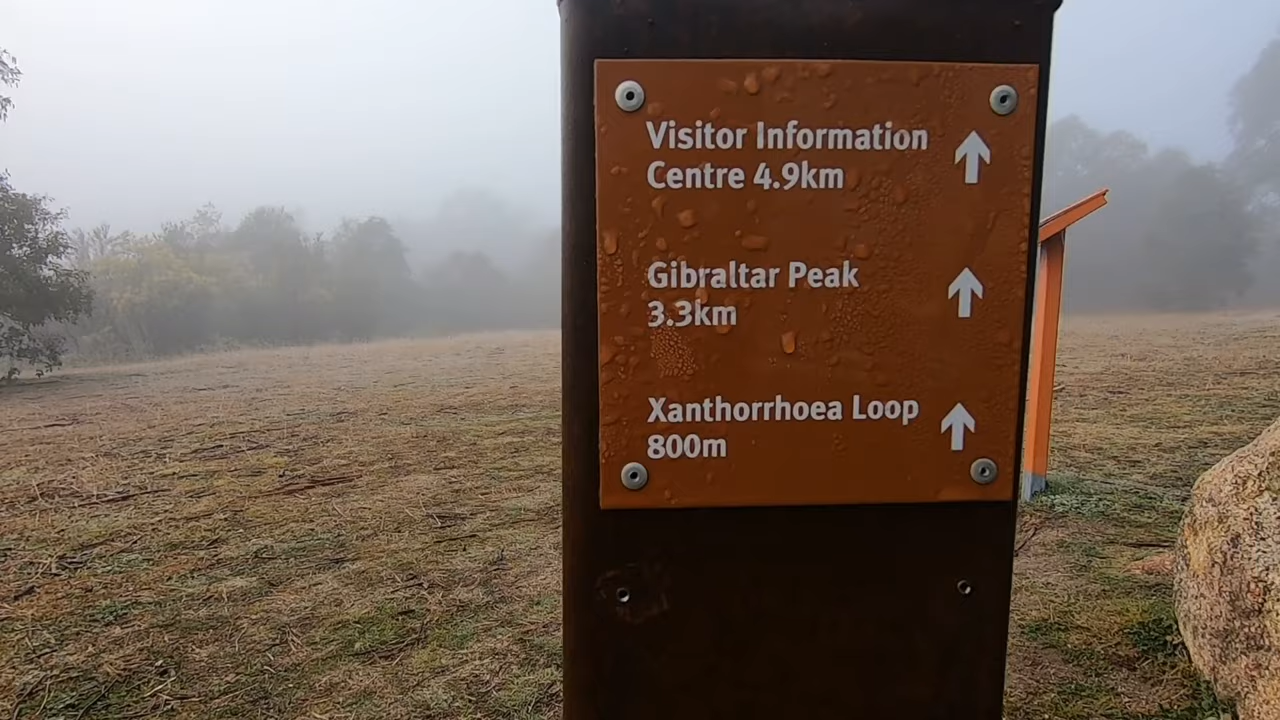 Visitor Information
Centre 4.9km
Gibraltar Peak
3.3km
Xanthorrhoea Loop
800m